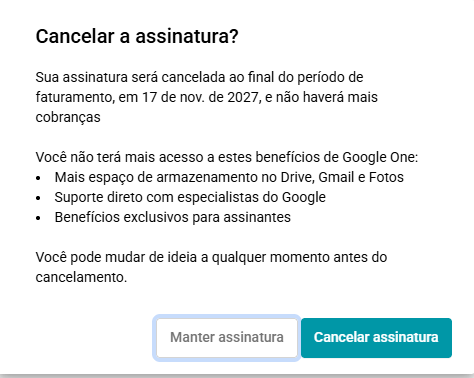 Cancelar a assinatura?
Sua assinatura será cancelada ao final do período de
faturamento, em 17 de nov. de 2027, e não haverá mais
cobranças
Você não terá mais acesso a estes benefícios de Google One:
• Mais espaço de armazenamento no Drive, Gmail e Fotos
• Suporte direto com especialistas do Google
• Benefícios exclusivos para assinantes
Você pode mudar de ideia a qualquer momento antes do
cancelamento.
Manter assinatura
Cancelar assinatura